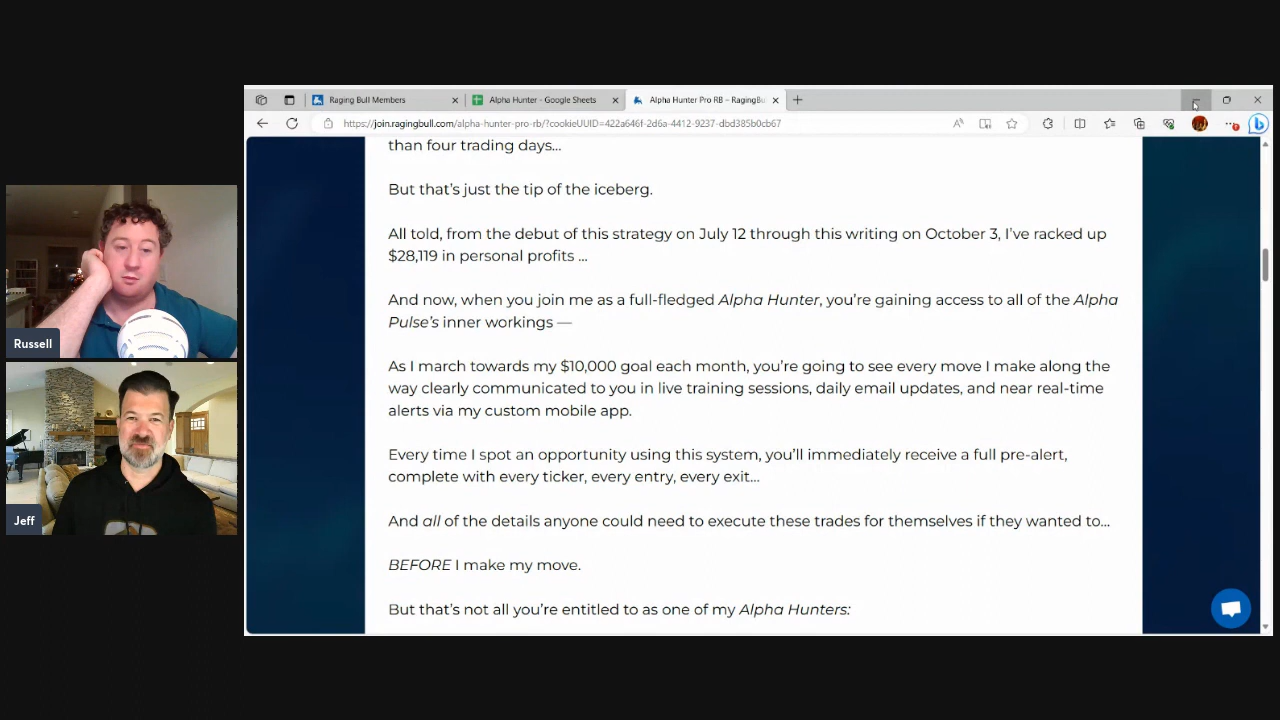 Raging Bull Members
Alpha Hunter - Google Sheets
Alpha Hunter Pro RB – RagingBu
https://join.ragingbull.com/alpha-hunter-pro-rb/?cookieUUID=422a646f-2d6a-4412-9237-dbd385b0cb67
than four trading days...
But that's just the tip of the iceberg.
All told, from the debut of this strategy on July 12 through this writing on October 3, I've racked up
$28,119 in personal profits ...
And now, when you join me as a full-fledged Alpha Hunter, you're gaining access to all of the Alpha
Pulse's inner workings —
As I march towards my $10,000 goal each month, you're going to see every move I make along the
way clearly communicated to you in live training sessions, daily email updates, and near real-time
alerts via my custom mobile app.
Every time I spot an opportunity using this system, you'll immediately receive a full pre-alert,
complete with every ticker, every entry, every exit...
And all of the details anyone could need to execute these trades for themselves if they wanted to...
BEFORE I make my move.
But that's not all you're entitled to as one of my Alpha Hunters:
Russell
Jeff